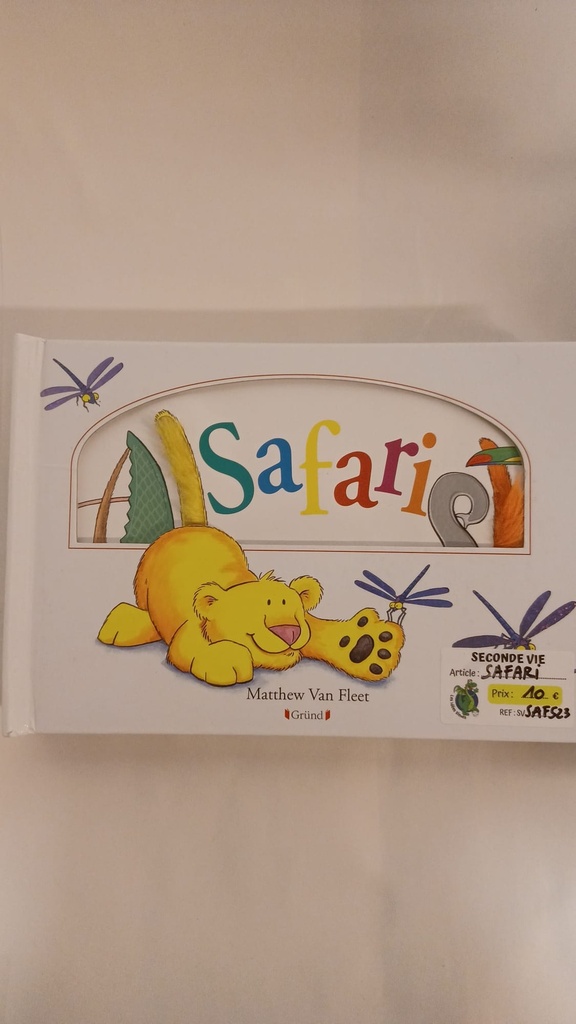 Safari
Matthew Van Fleet
Gründ
SECONDE VIE
Article: SAFARI
Prix: 10 €
REF: SV SAFS23